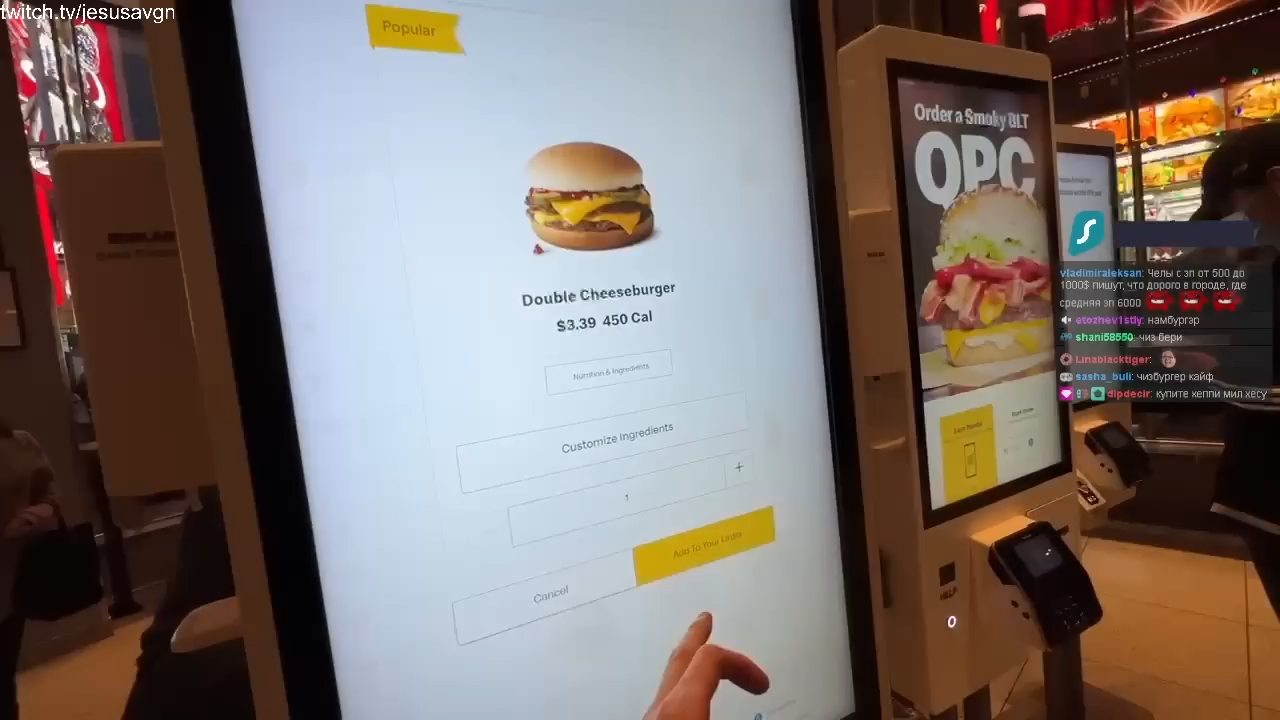 twitch.tv/jesusavgn
Popular
Double Cheeseburger
$3.39 450 Cal
Nutrition & Ingredients
Customize Ingredients
1
+
Add To Your Order
Cancel
Order a Smoky BLT
QPC
HELP
vladimiraleksan: Челы с зп от 500 до
1000$ пишут, что дорого в городе, где
средняя зп 6000
etozhev1stly: намбургэр
shani58550: чиз бери
Linablacktiger:
sasha_buli: чизбургер кайф
dipdecir: купите хеппи мил хесу